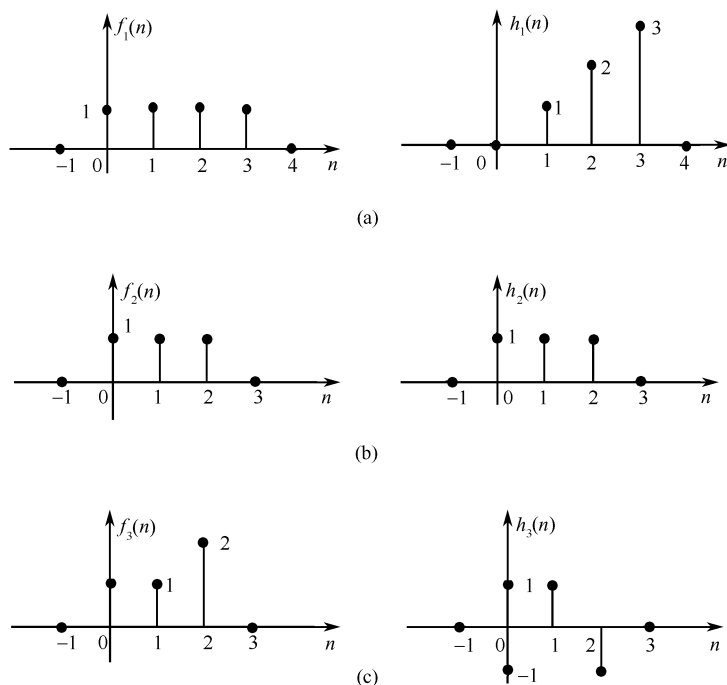 f₁(n)
1
−1 0 1 2 3 4 n
h₁(n)
3
2
1
−1 0 1 2 3 4 n
(a)
f₂(n)
1
−1 0 1 2 3 n
h₂(n)
1
−1 0 1 2 3 n
(b)
f₃(n)
2
1
−1 0 1 2 3 n
h₃(n)
1
−1 0 1 2 3 n
−1
(c)